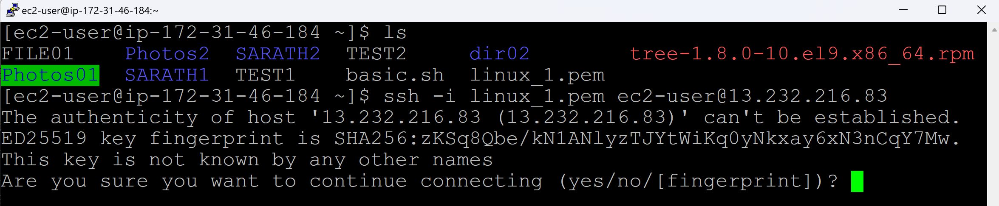 ec2-user@ip-172-31-46-184:~
[ec2-user@ip-172-31-46-184 ~]$ ls
FILE01 Photos2 SARATH2 TEST2 dir02 tree-1.8.0-10.el9.x86_64.rpm
Photos01 SARATH1 TEST1 basic.sh linux_1.pem
[ec2-user@ip-172-31-46-184 ~]$ ssh -i linux_1.pem ec2-user@13.232.216.83
The authenticity of host '13.232.216.83 (13.232.216.83)' can't be established.
ED25519 key fingerprint is SHA256:zKSq8Qbe/kN1ANlyzTJYtWiKq0yNkxay6xN3nCqY7Mw.
This key is not known by any other names
Are you sure you want to continue connecting (yes/no/[fingerprint])?